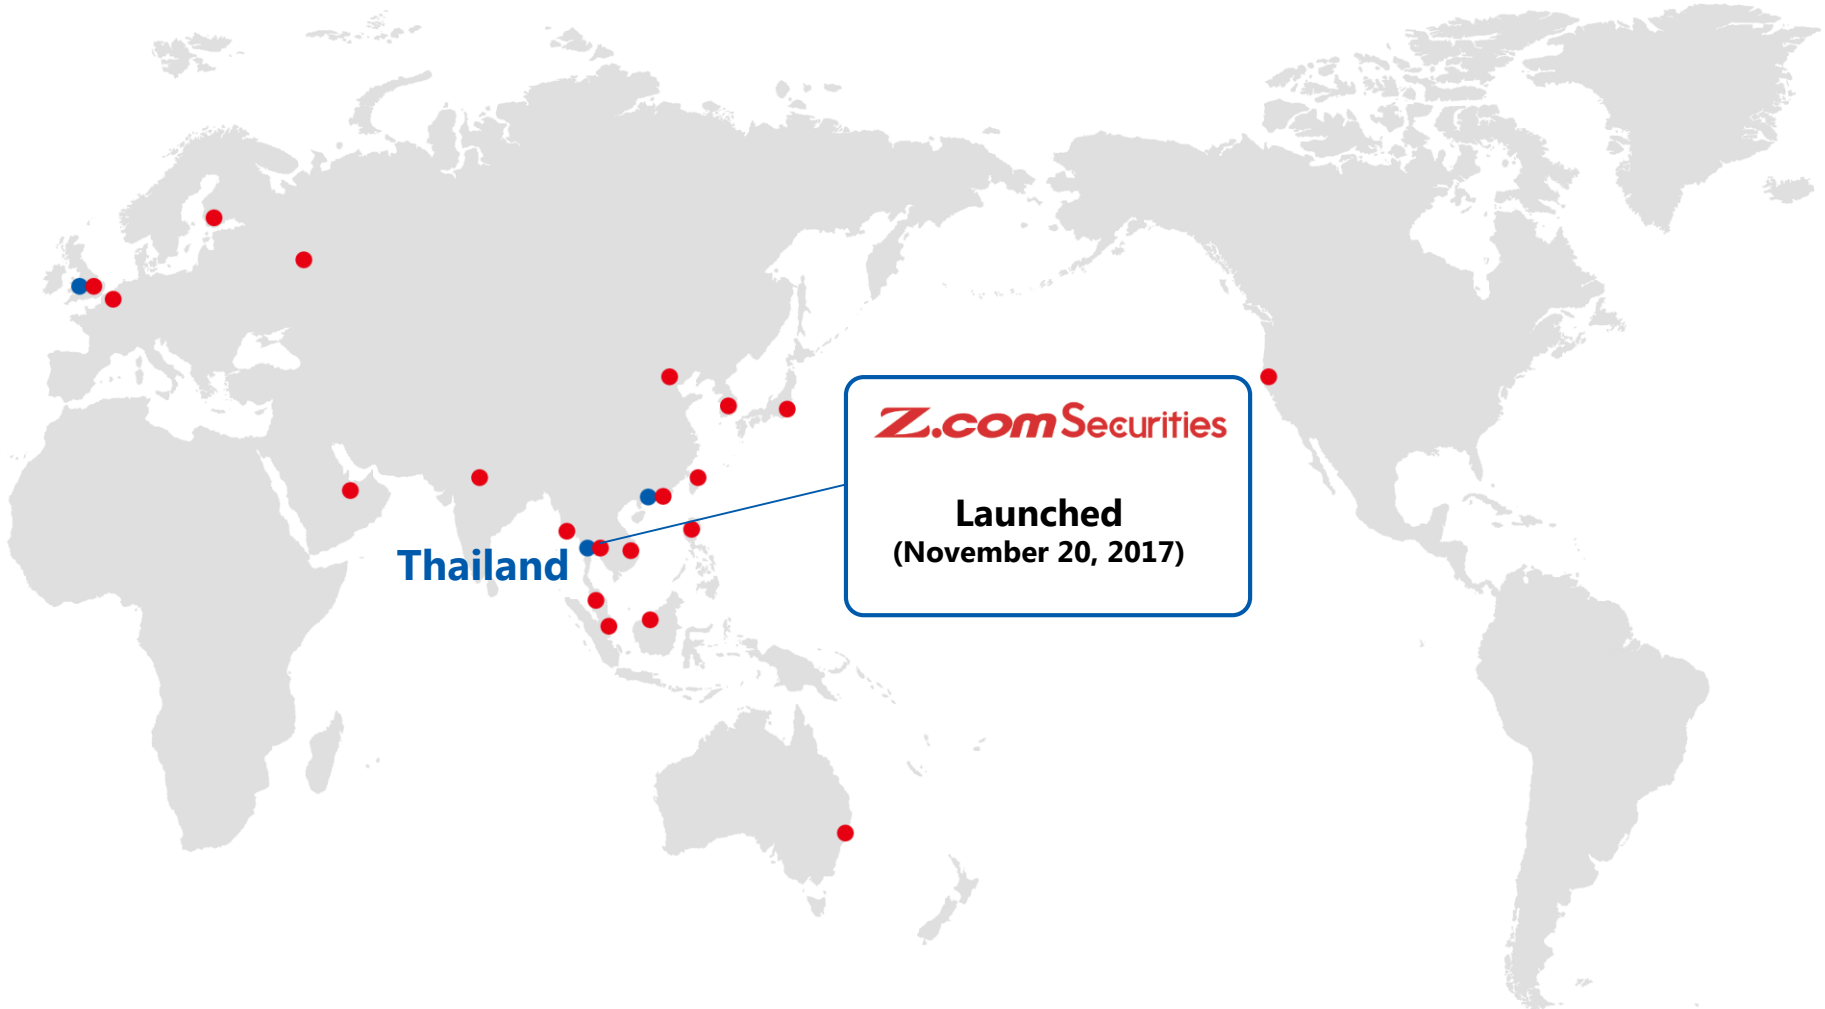 Z.com Securities
Launched
(November 20, 2017)
Thailand